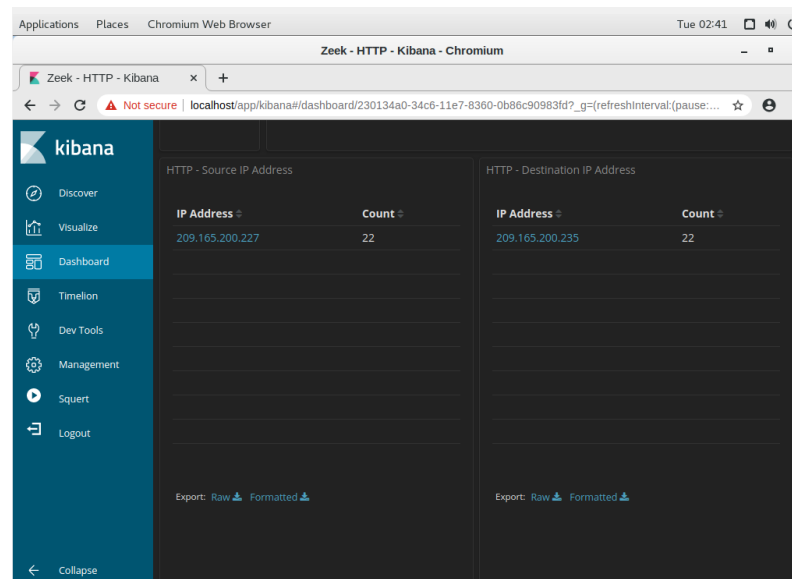 Applications Places Chromium Web Browser Tue 02:41
Zeek - HTTP - Kibana - Chromium
Zeek - HTTP - Kibana × +
Not secure | localhost/app/kibana#/dashboard/230134a0-34c6-11e7-8360-0b86c90983fd?_g=(refreshInterval:(pause:...
kibana
Discover
Visualize
Dashboard
Timelion
Dev Tools
Management
Squert
Logout
Collapse
HTTP - Source IP Address
IP Address Count
209.165.200.227 22
Export: Raw Formatted
HTTP - Destination IP Address
IP Address Count
209.165.200.235 22
Export: Raw Formatted